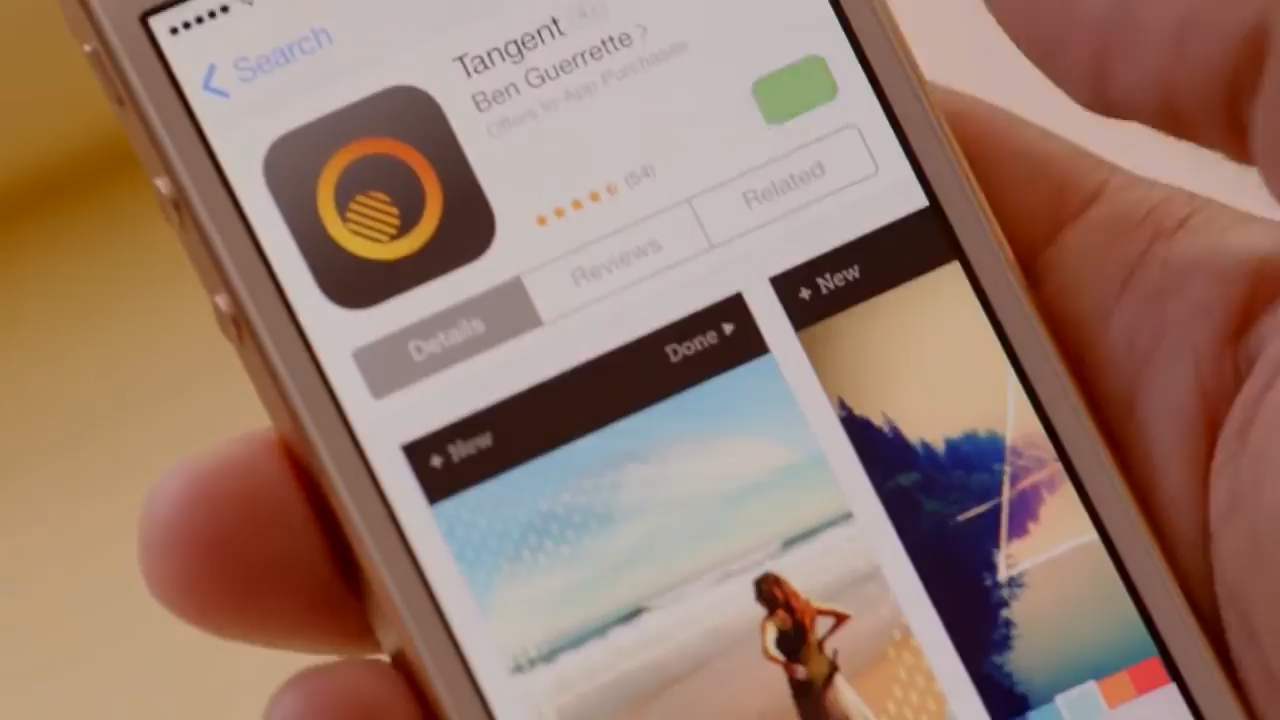 Search
Tangent
Ben Guerrette >
Offers In-App Purchases
(54)
Details
Reviews
Related
+ New
Done
+ New